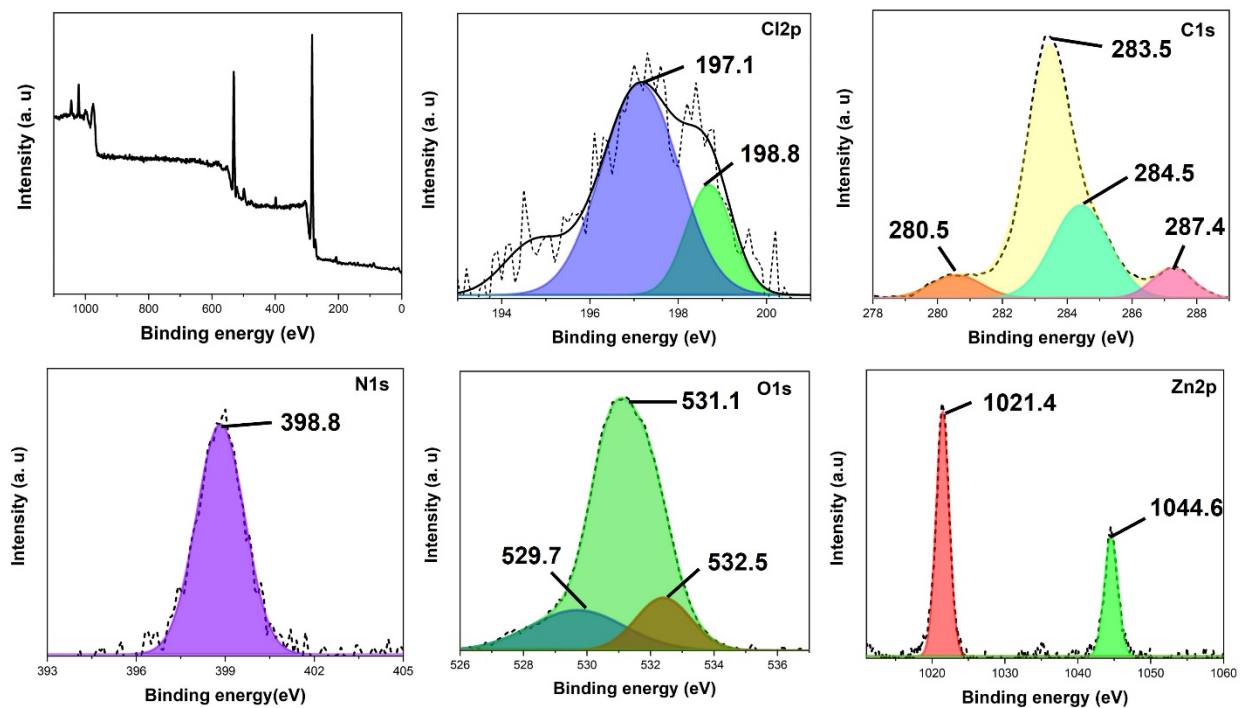 Intensity (a. u)
1000 800 600 400 200 0
Binding energy (eV)
Cl2p
197.1
198.8
Intensity (a. u)
194 196 198 200
Binding energy (eV)
C1s
283.5
284.5
280.5
287.4
Intensity (a. u)
278 280 282 284 286 288
Binding energy (eV)
N1s
398.8
Intensity (a. u)
393 396 399 402 405
Binding energy(eV)
O1s
531.1
529.7
532.5
Intensity (a. u)
526 528 530 532 534 536
Binding energy (eV)
Zn2p
1021.4
1044.6
Intensity (a.u)
1020 1030 1040 1050 1060
Binding energy (eV)